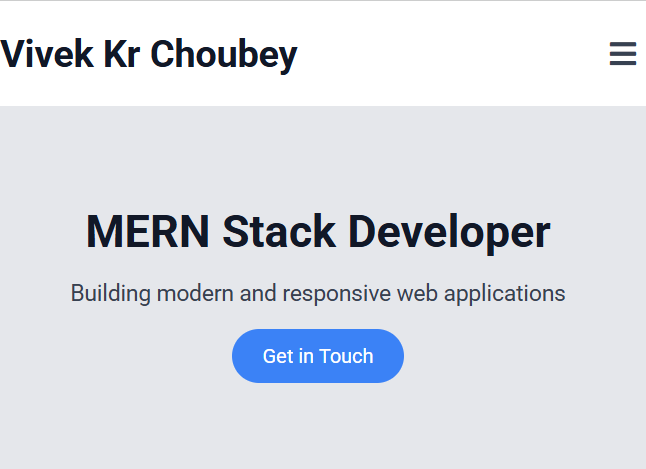 Vivek Kr Choubey
MERN Stack Developer
Building modern and responsive web applications
Get in Touch